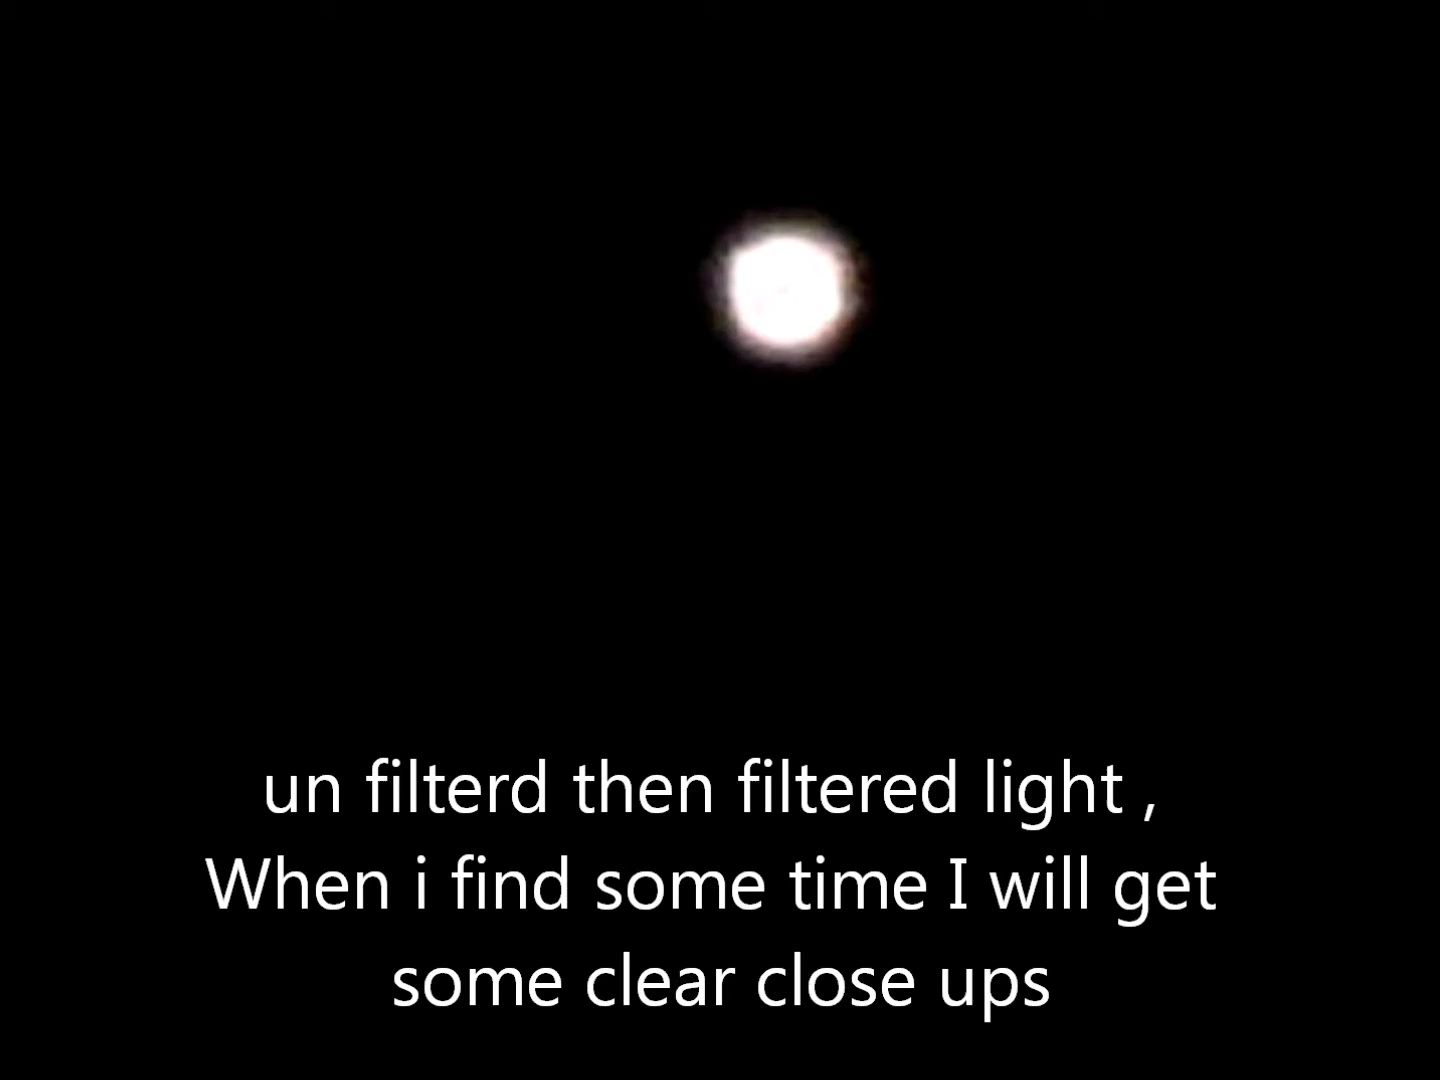 un filterd then filtered light ,
When i find some time I will get
some clear close ups